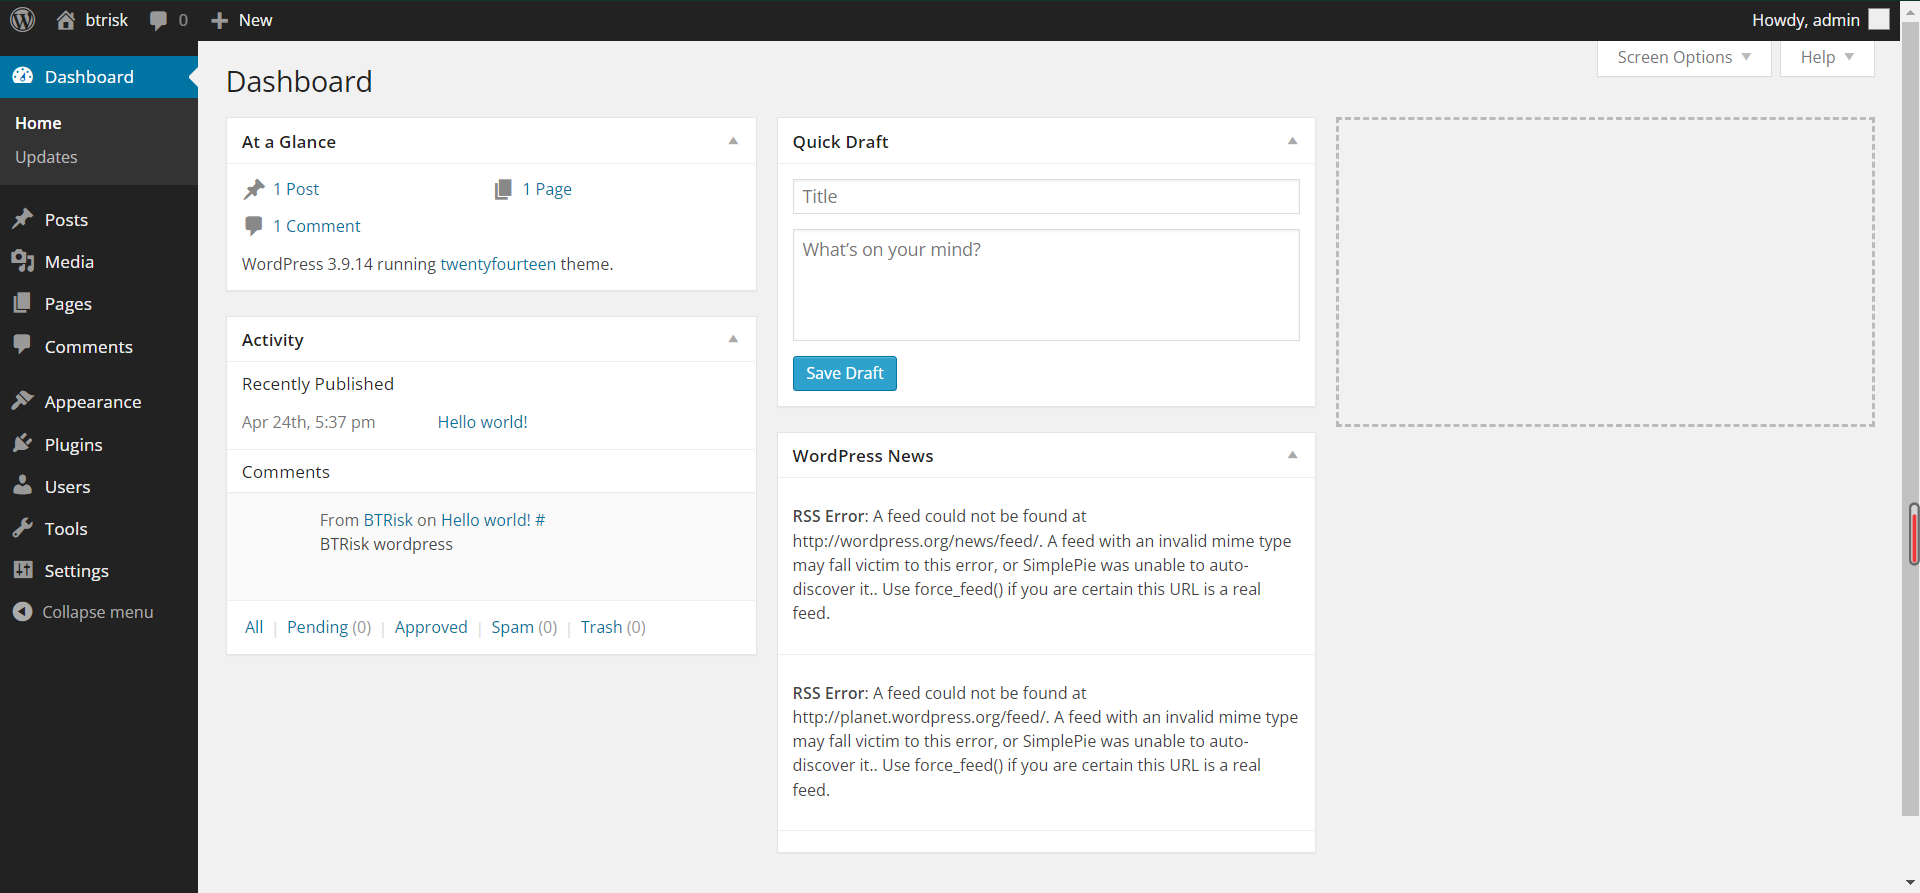 btrisk 0 New Howdy, admin
Dashboard
Home
Updates
Posts
Media
Pages
Comments
Appearance
Plugins
Users
Tools
Settings
Collapse menu
Screen Options Help
Dashboard
At a Glance
1 Post 1 Page
1 Comment
WordPress 3.9.14 running twentyfourteen theme.
Activity
Recently Published
Apr 24th, 5:37 pm Hello world!
Comments
From BTRisk on Hello world! #
BTRisk wordpress
All | Pending (0) | Approved | Spam (0) | Trash (0)
Quick Draft
Title
What’s on your mind?
Save Draft
WordPress News
RSS Error: A feed could not be found at
http://wordpress.org/news/feed/. A feed with an invalid mime type
may fall victim to this error, or SimplePie was unable to auto-
discover it.. Use force_feed() if you are certain this URL is a real
feed.
RSS Error: A feed could not be found at
http://planet.wordpress.org/feed/. A feed with an invalid mime type
may fall victim to this error, or SimplePie was unable to auto-
discover it.. Use force_feed() if you are certain this URL is a real
feed.